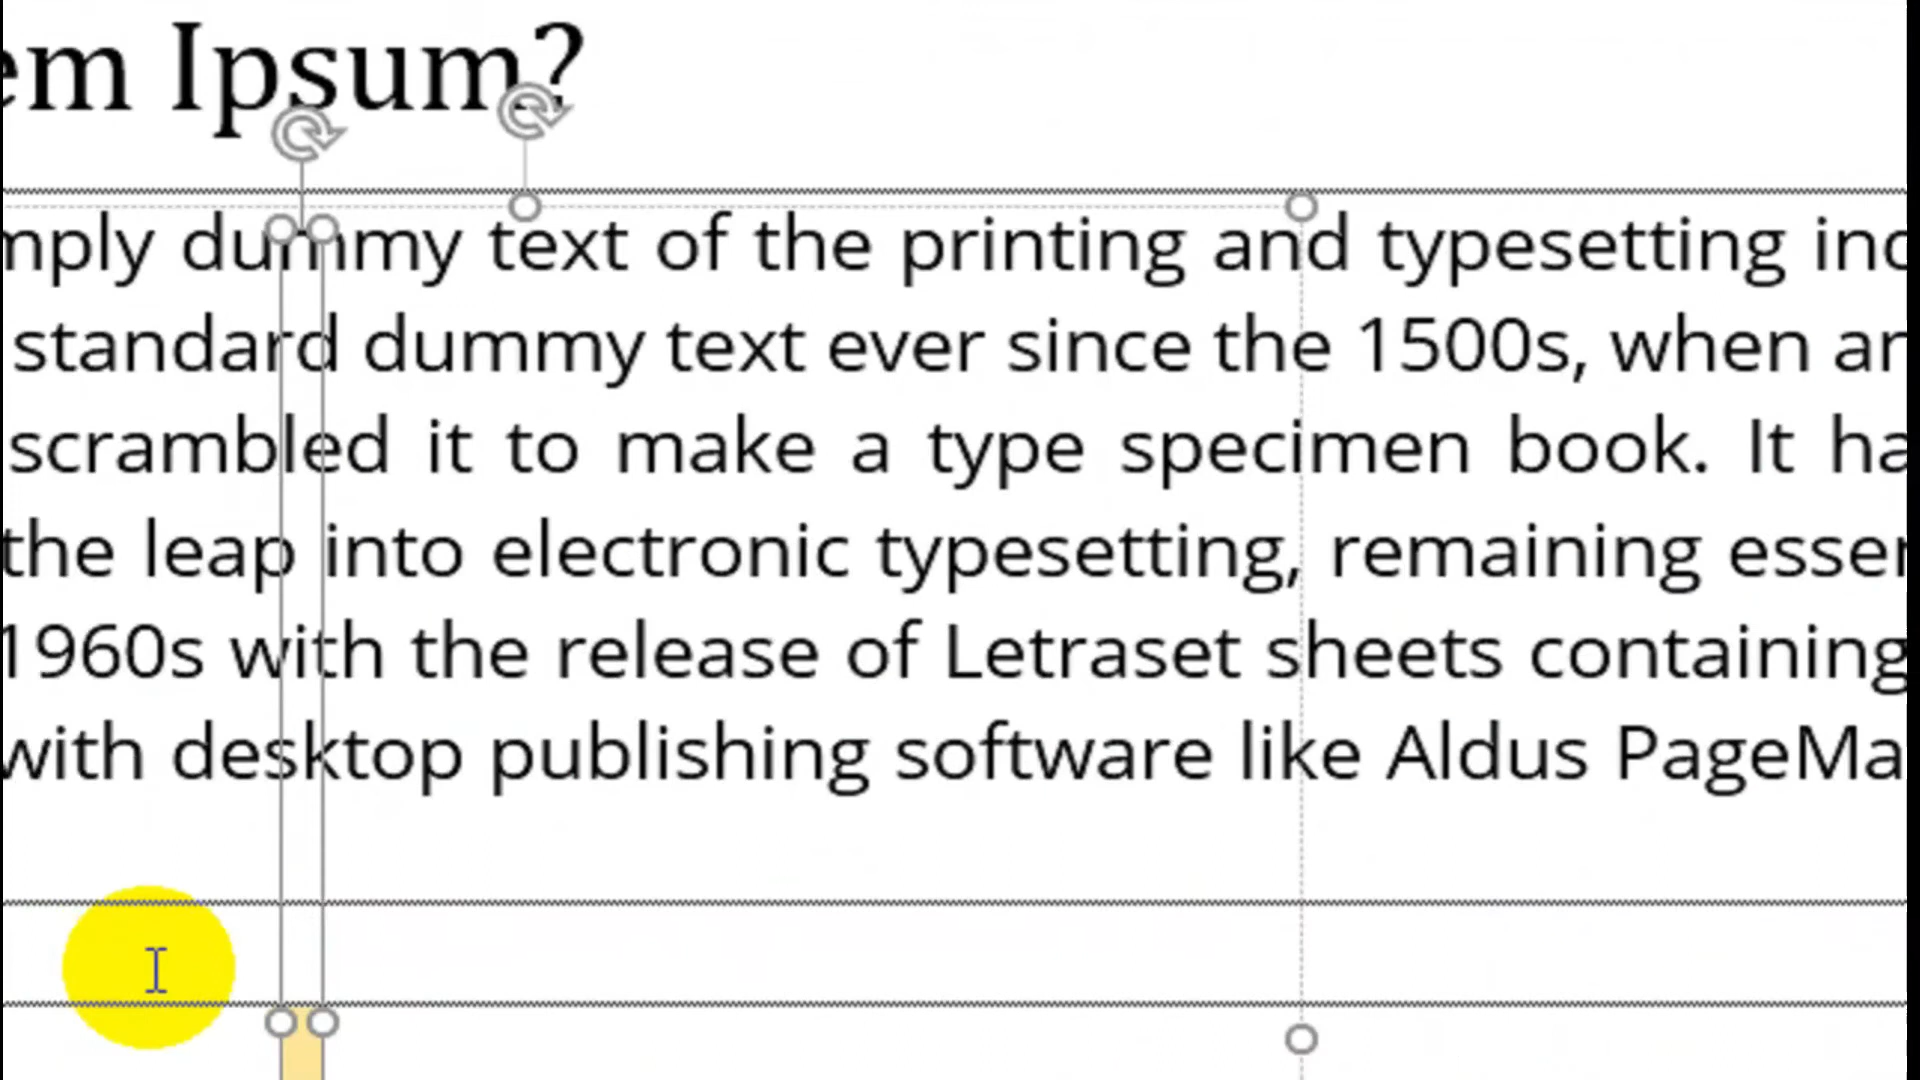 em Ipsum?
mply dummy text of the printing and typesetting ind
standard dummy text ever since the 1500s, when an
scrambled it to make a type specimen book. It ha
the leap into electronic typesetting, remaining essen
1960s with the release of Letraset sheets containing
with desktop publishing software like Aldus PageMa